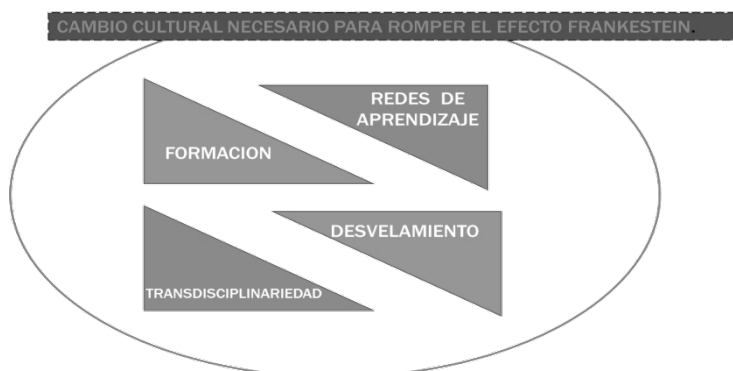 CAMBIO CULTURAL NECESARIO PARA ROMPER EL EFECTO FRANKESTEIN.
REDES DE
APRENDIZAJE
FORMACION
DESVELAMIENTO
TRANSDISCIPLINARIEDAD